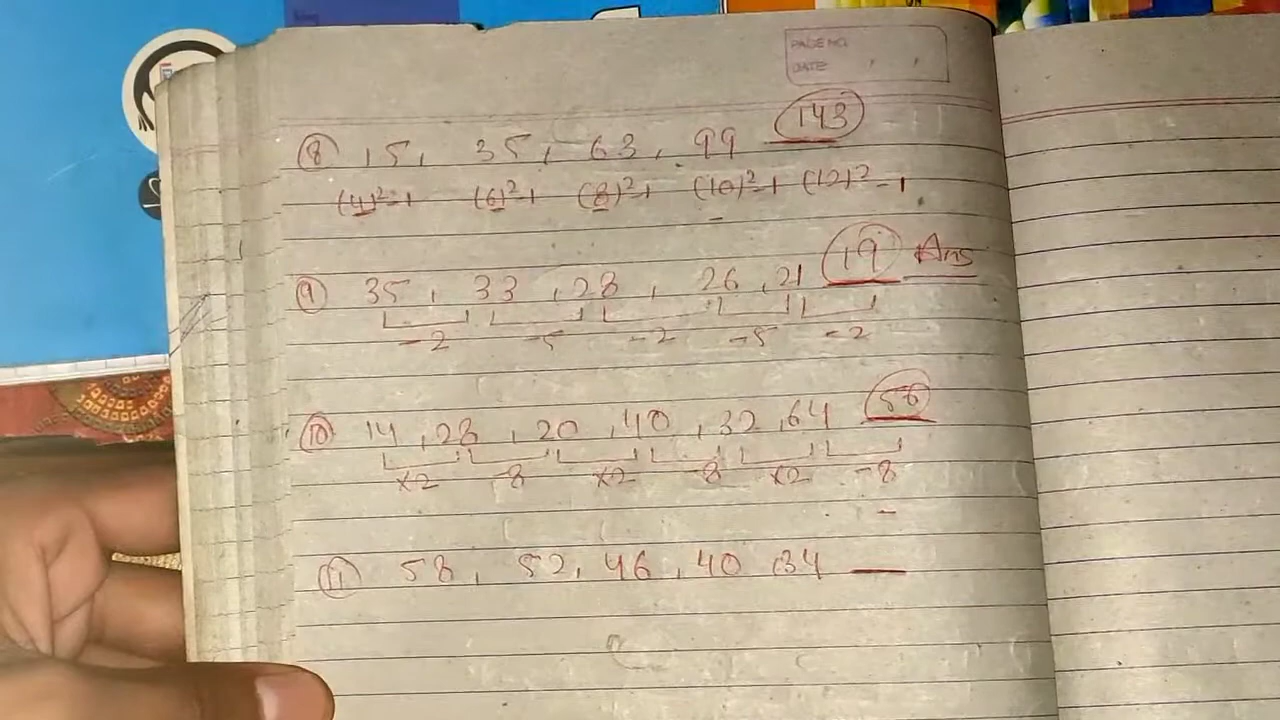 PAGE NO.
DATE
⑧ 15, 35, 63, 99 143
(4)²-1 (6)²-1 (8)²-1 (10)²-1 (12)²-1
⑨ 35, 33, 28, 26, 21 19 Ans
-2 -5 -2 -5 -2
⑩ 14, 28, 20, 40, 32, 64 56
×2 -8 ×2 -8 ×2 -8
⑪ 58, 52, 46, 40, 34 __